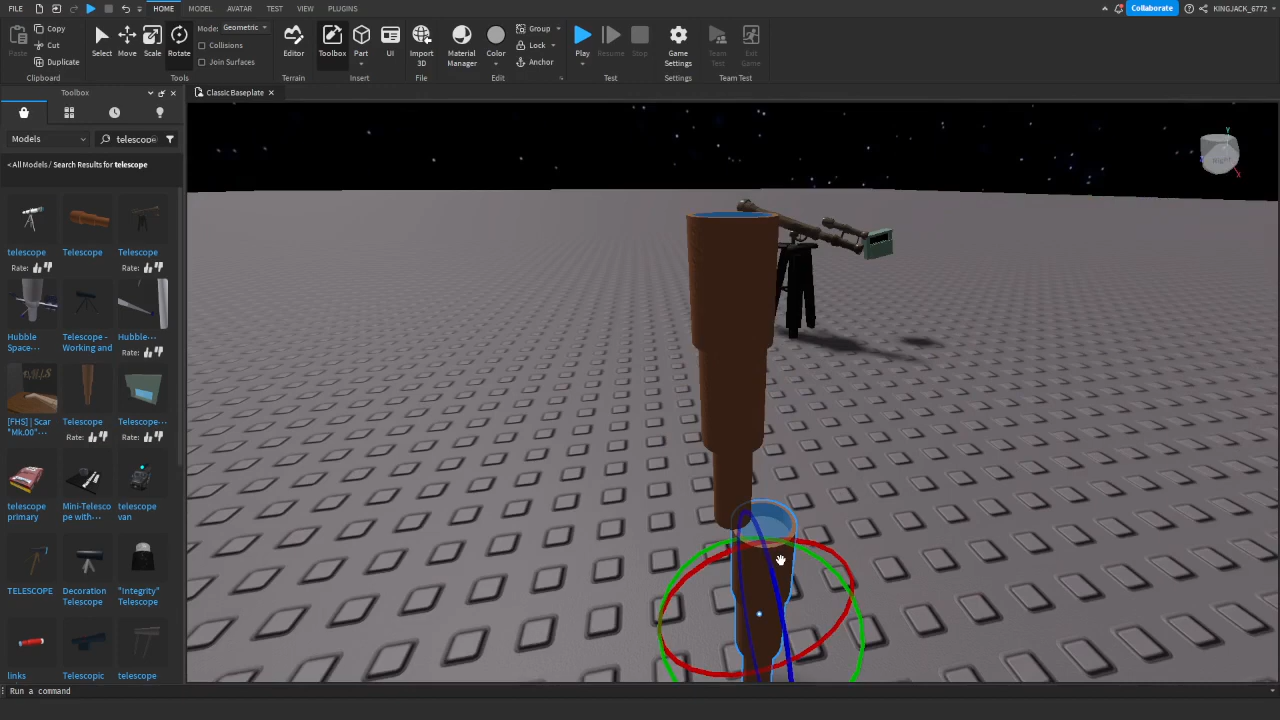 FILE HOME MODEL AVATAR TEST VIEW PLUGINS Collaborate KINGJACK_6772
Copy
Paste Cut
Duplicate
Clipboard
Select Move Scale Rotate
Mode: Geometric
Collisions
Join Surfaces
Tools
Editor
Terrain
Toolbox Part UI
Insert
Import
3D
File
Material
Manager
Color
Group
Lock
Anchor
Edit
Play Resume Stop
Test
Game
Settings
Settings
Team
Test
Exit
Game
Team Test
Toolbox
ClassicBaseplate
Models
telescope
< All Models / Search Results for telescope
telescope Telescope Telescope
Rate: Rate:
Hubble
Space...
Telescope -
Working and
Hubble...
Rate:
[FHS] | Scar
"Mk.00"...
Telescope
Rate:
Telescope...
Rate:
telescope
primary
Mini-Telesco
pe with...
telescope
van
TELESCOPE
Decoration
Telescope
"Integrity"
Telescope
links Telescopic telescope
Run a command
Y
X